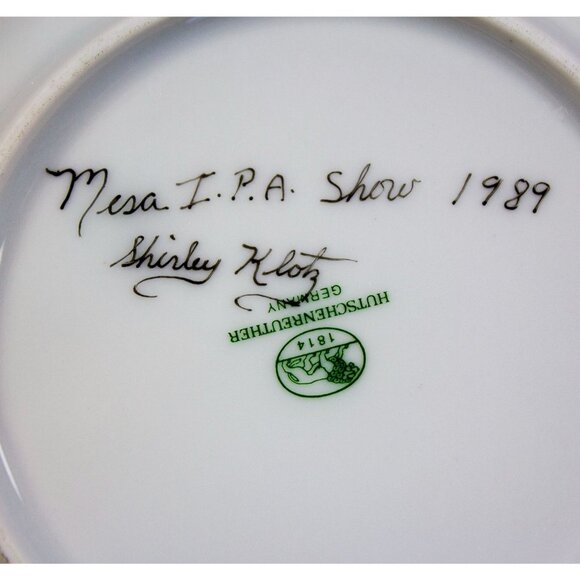 Mesa I.P.A. Show 1989
Shirley Klotz
1814
HUTSCHENREUTHER
GERMANY